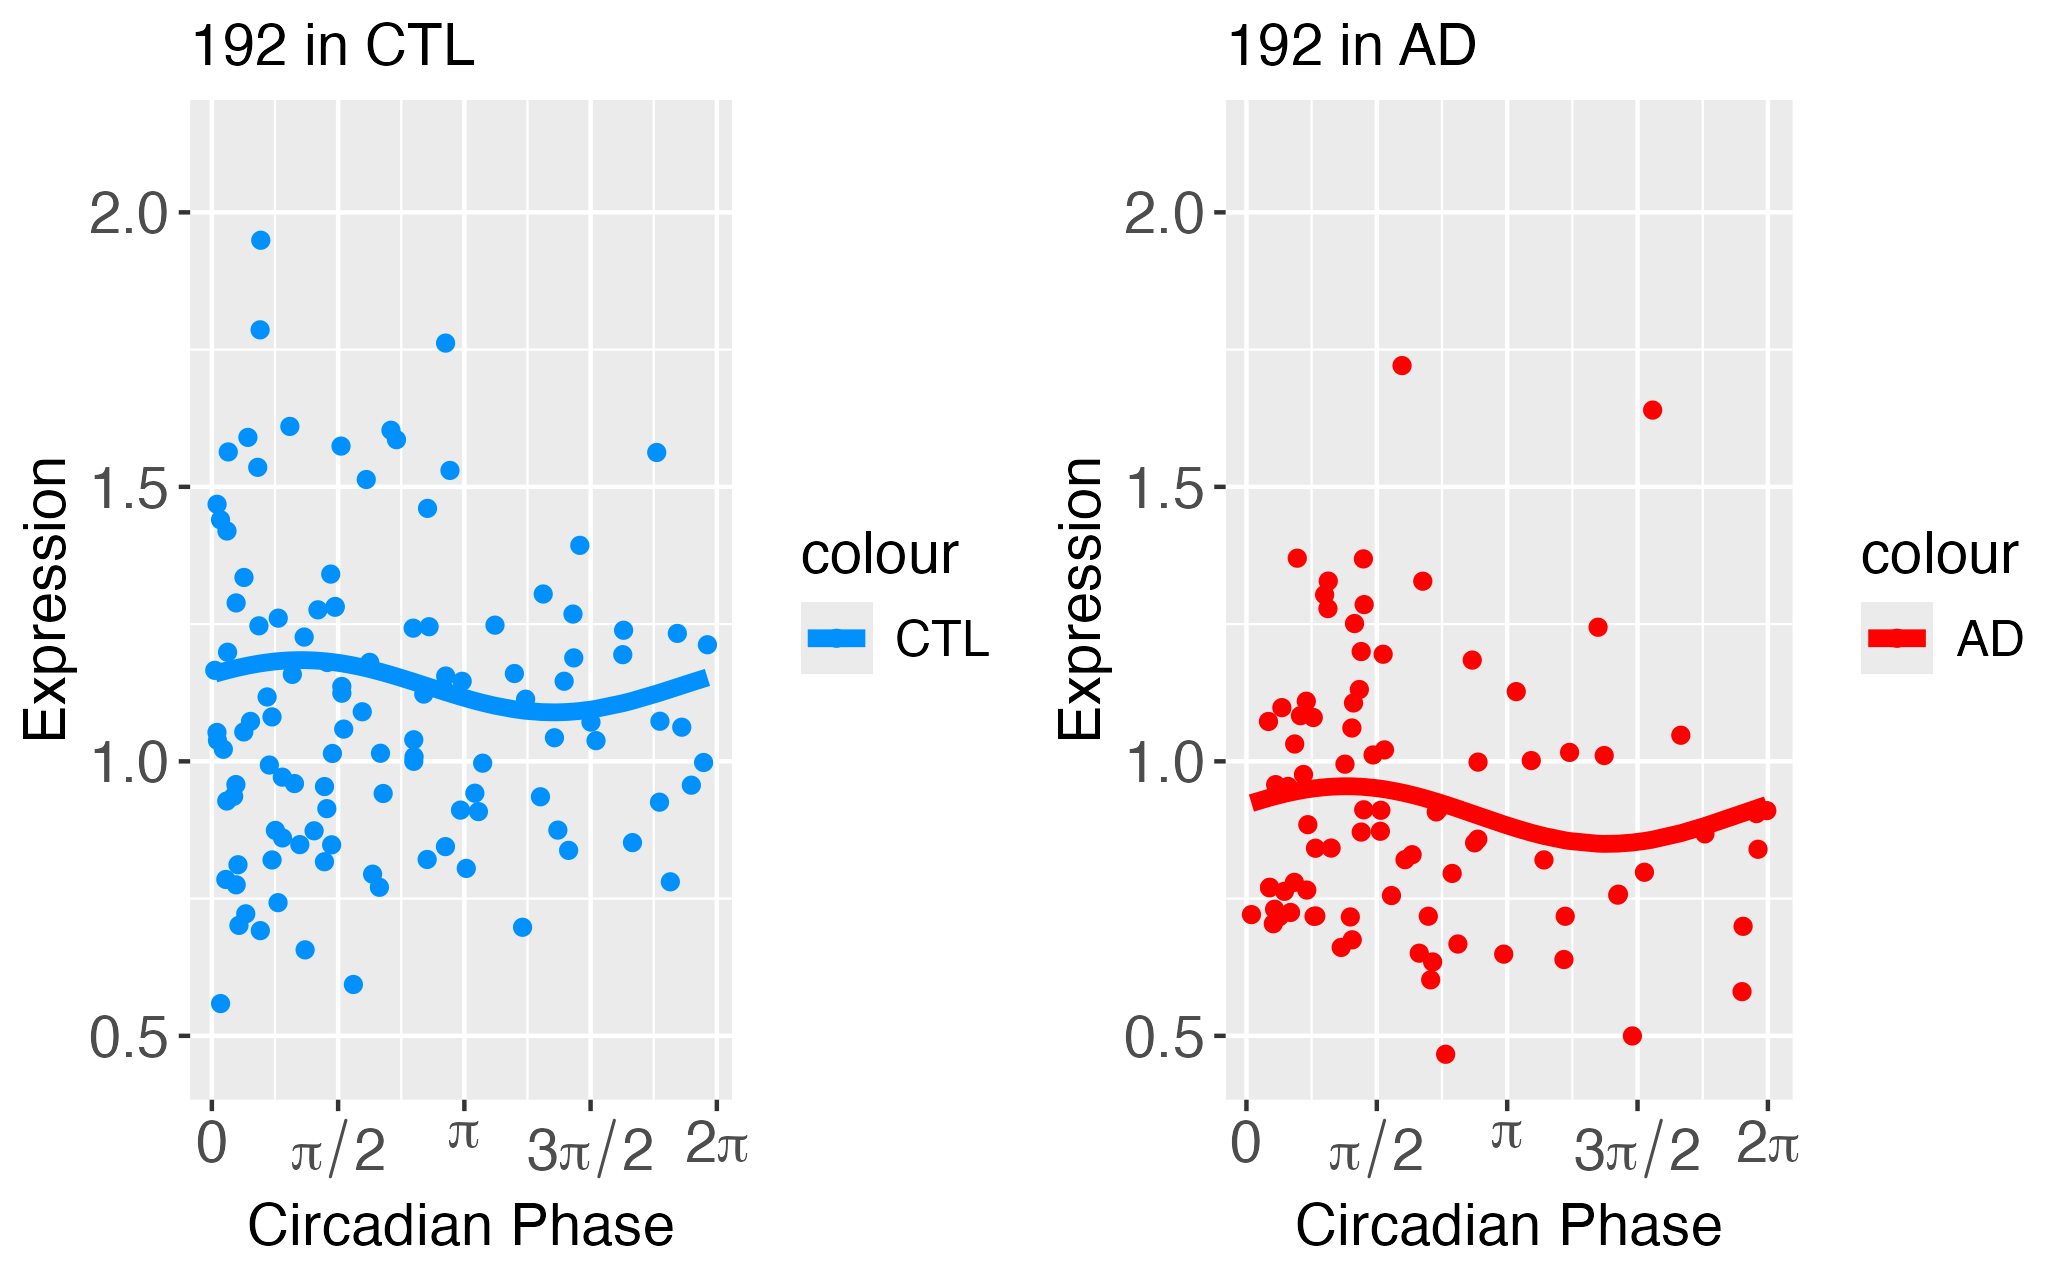 192 in CTL
2.0
1.5
1.0
0.5
Expression
0
π/2
π
3π/2
2π
Circadian Phase
colour
CTL
192 in AD
2.0
1.5
1.0
0.5
Expression
0
π/2
π
3π/2
2π
Circadian Phase
colour
AD